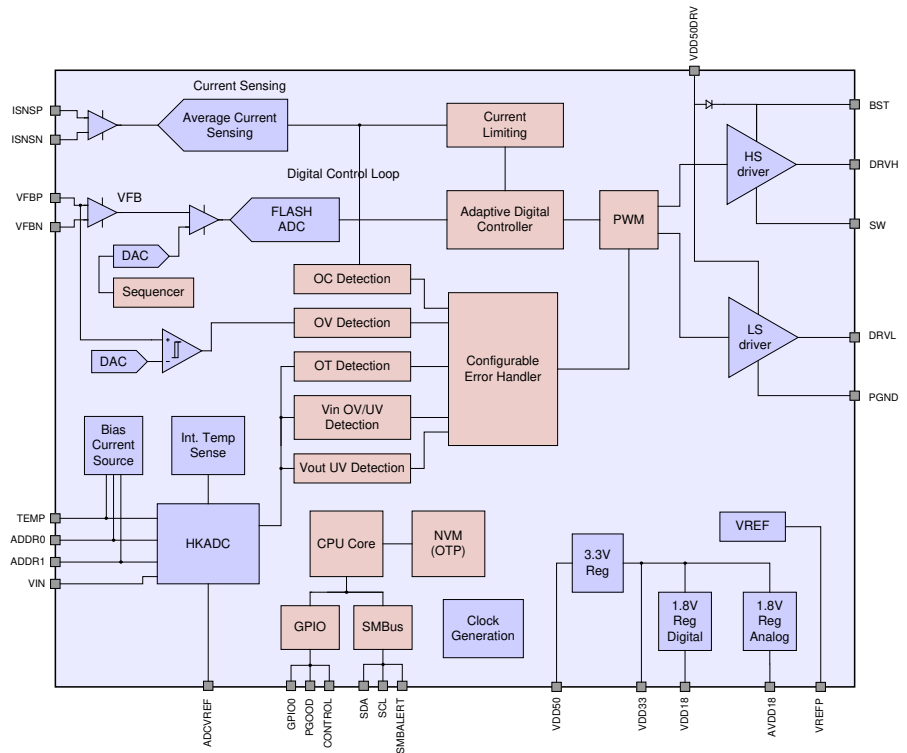 VDD50DRV
Current Sensing
ISNSP
ISNSN
Average Current
Sensing
Current
Limiting
BST
HS
driver
DRVH
SW
Digital Control Loop
VFBP
VFBN
VFB
FLASH
ADC
Adaptive Digital
Controller
PWM
DAC
Sequencer
OC Detection
OV Detection
OT Detection
Vin OV/UV
Detection
Vout UV Detection
Configurable
Error Handler
LS
driver
DRVL
PGND
+
-
DAC
Bias
Current
Source
Int. Temp
Sense
TEMP
ADDR0
ADDR1
VIN
HKADC
CPU Core
NVM
(OTP)
GPIO
SMBus
Clock
Generation
3.3V
Reg
VREF
1.8V
Reg
Digital
1.8V
Reg
Analog
ADCVREF
GPIO0
PGOOD
CONTROL
SDA
SCL
SMBALERT
VDD50
VDD33
VDD18
AVDD18
VREFP